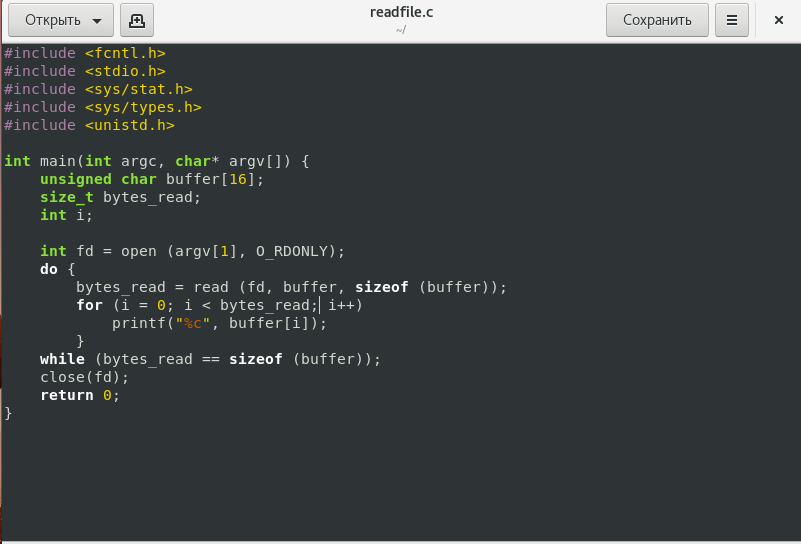 Открыть
readfile.c
~/
Сохранить
#include <fcntl.h>
#include <stdio.h>
#include <sys/stat.h>
#include <sys/types.h>
#include <unistd.h>

int main(int argc, char* argv[]) {
    unsigned char buffer[16];
    size_t bytes_read;
    int i;

    int fd = open (argv[1], O_RDONLY);
    do {
        bytes_read = read (fd, buffer, sizeof (buffer));
        for (i = 0; i < bytes_read; i++)
            printf("%c", buffer[i]);
        }
    while (bytes_read == sizeof (buffer));
    close(fd);
    return 0;
}